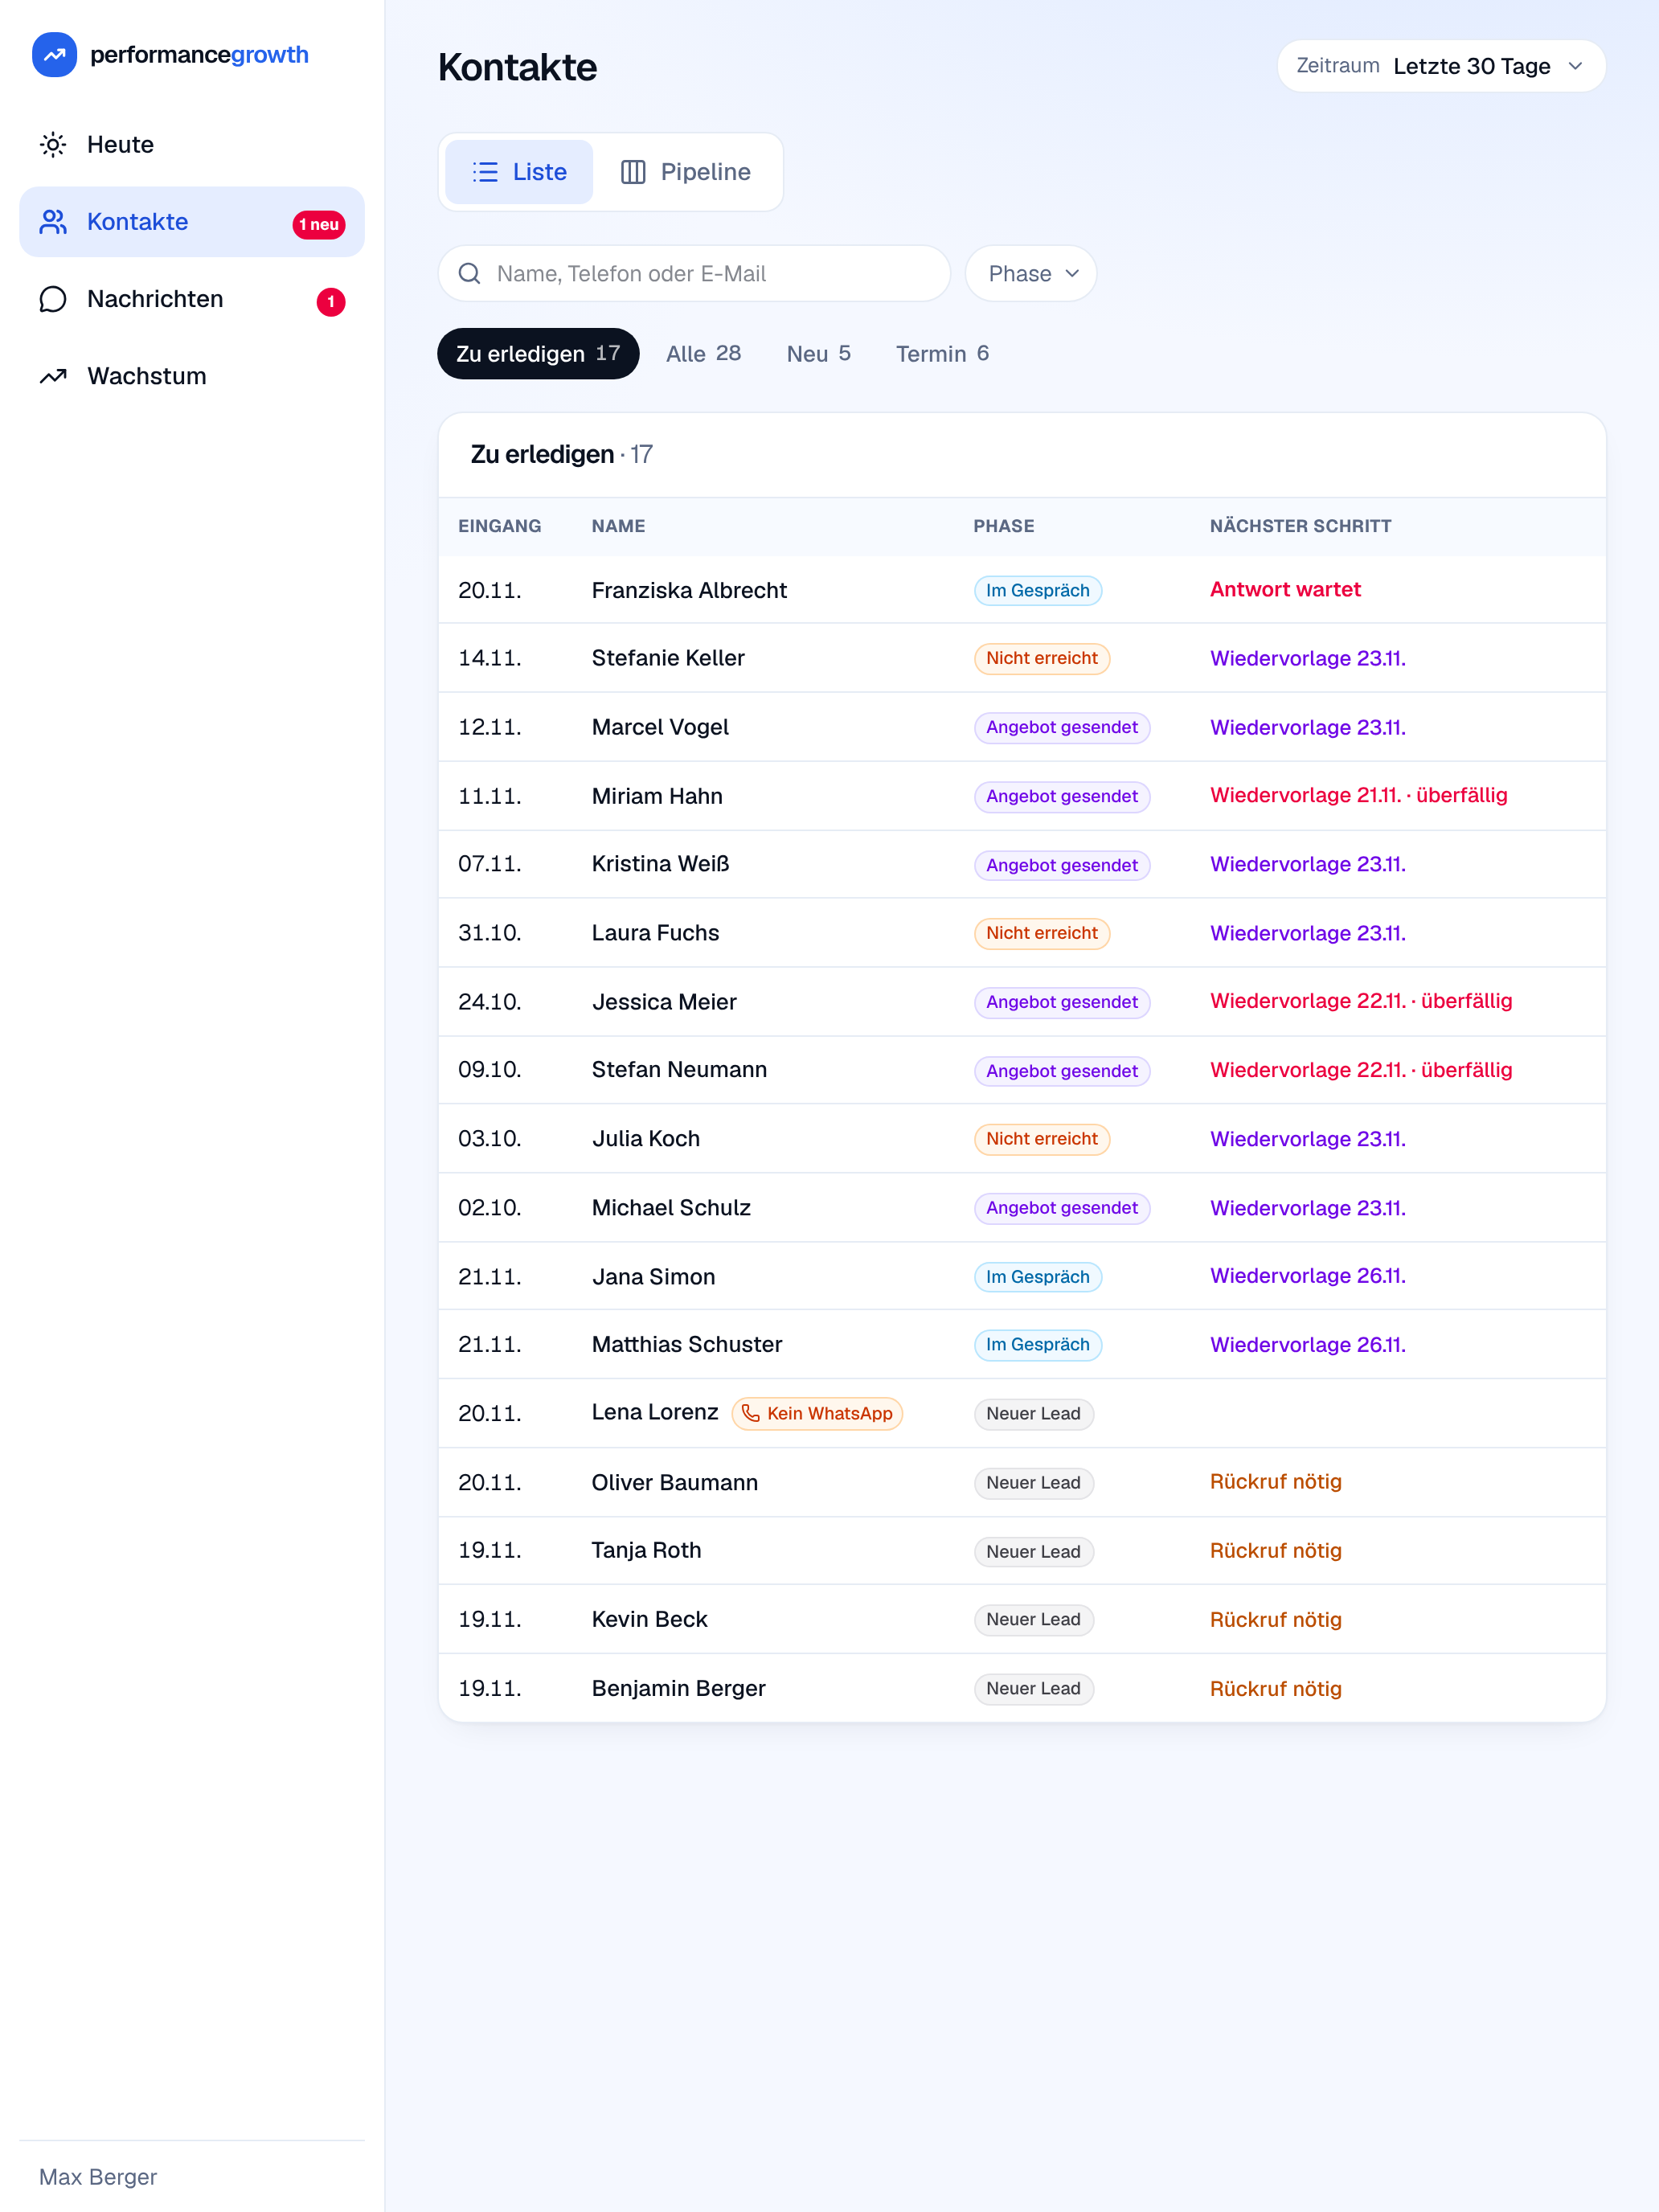 performancegrowth
Heute
Kontakte 1 neu
Nachrichten 1
Wachstum
Max Berger
Kontakte
Zeitraum Letzte 30 Tage
Liste Pipeline
Name, Telefon oder E-Mail Phase
Zu erledigen 17 Alle 28 Neu 5 Termin 6
Zu erledigen · 17
EINGANG NAME PHASE NÄCHSTER SCHRITT
20.11. Franziska Albrecht Im Gespräch Antwort wartet
14.11. Stefanie Keller Nicht erreicht Wiedervorlage 23.11.
12.11. Marcel Vogel Angebot gesendet Wiedervorlage 23.11.
11.11. Miriam Hahn Angebot gesendet Wiedervorlage 21.11. · überfällig
07.11. Kristina Weiß Angebot gesendet Wiedervorlage 23.11.
31.10. Laura Fuchs Nicht erreicht Wiedervorlage 23.11.
24.10. Jessica Meier Angebot gesendet Wiedervorlage 22.11. · überfällig
09.10. Stefan Neumann Angebot gesendet Wiedervorlage 22.11. · überfällig
03.10. Julia Koch Nicht erreicht Wiedervorlage 23.11.
02.10. Michael Schulz Angebot gesendet Wiedervorlage 23.11.
21.11. Jana Simon Im Gespräch Wiedervorlage 26.11.
21.11. Matthias Schuster Im Gespräch Wiedervorlage 26.11.
20.11. Lena Lorenz Kein WhatsApp Neuer Lead
20.11. Oliver Baumann Neuer Lead Rückruf nötig
19.11. Tanja Roth Neuer Lead Rückruf nötig
19.11. Kevin Beck Neuer Lead Rückruf nötig
19.11. Benjamin Berger Neuer Lead Rückruf nötig